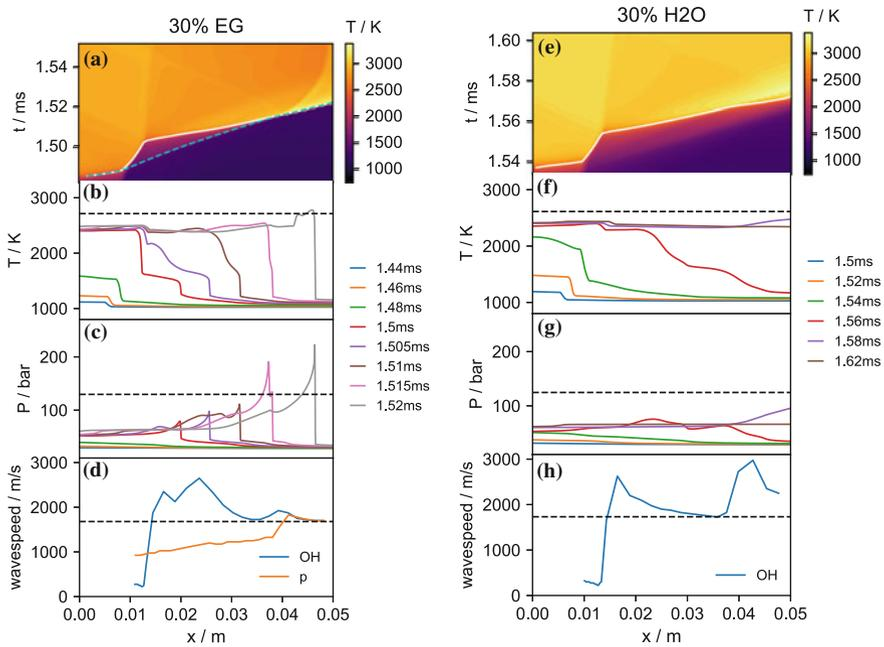 30% EG
T / K
(a)
t / ms
1.54
1.52
1.50
3000
2500
2000
1500
1000
(b)
T / K
3000
2000
1000
1.44ms
1.46ms
1.48ms
1.5ms
1.505ms
1.51ms
1.515ms
1.52ms
(c)
P / bar
200
100
(d)
wavespeed / m/s
3000
2000
1000
0
OH
p
0.00 0.01 0.02 0.03 0.04 0.05
x / m
30% H2O
T / K
(e)
t / ms
1.60
1.58
1.56
1.54
3000
2500
2000
1500
1000
(f)
T / K
3000
2000
1000
1.5ms
1.52ms
1.54ms
1.56ms
1.58ms
1.62ms
(g)
P / bar
200
100
(h)
wavespeed / m/s
3000
2000
1000
0
OH
0.00 0.01 0.02 0.03 0.04 0.05
x / m